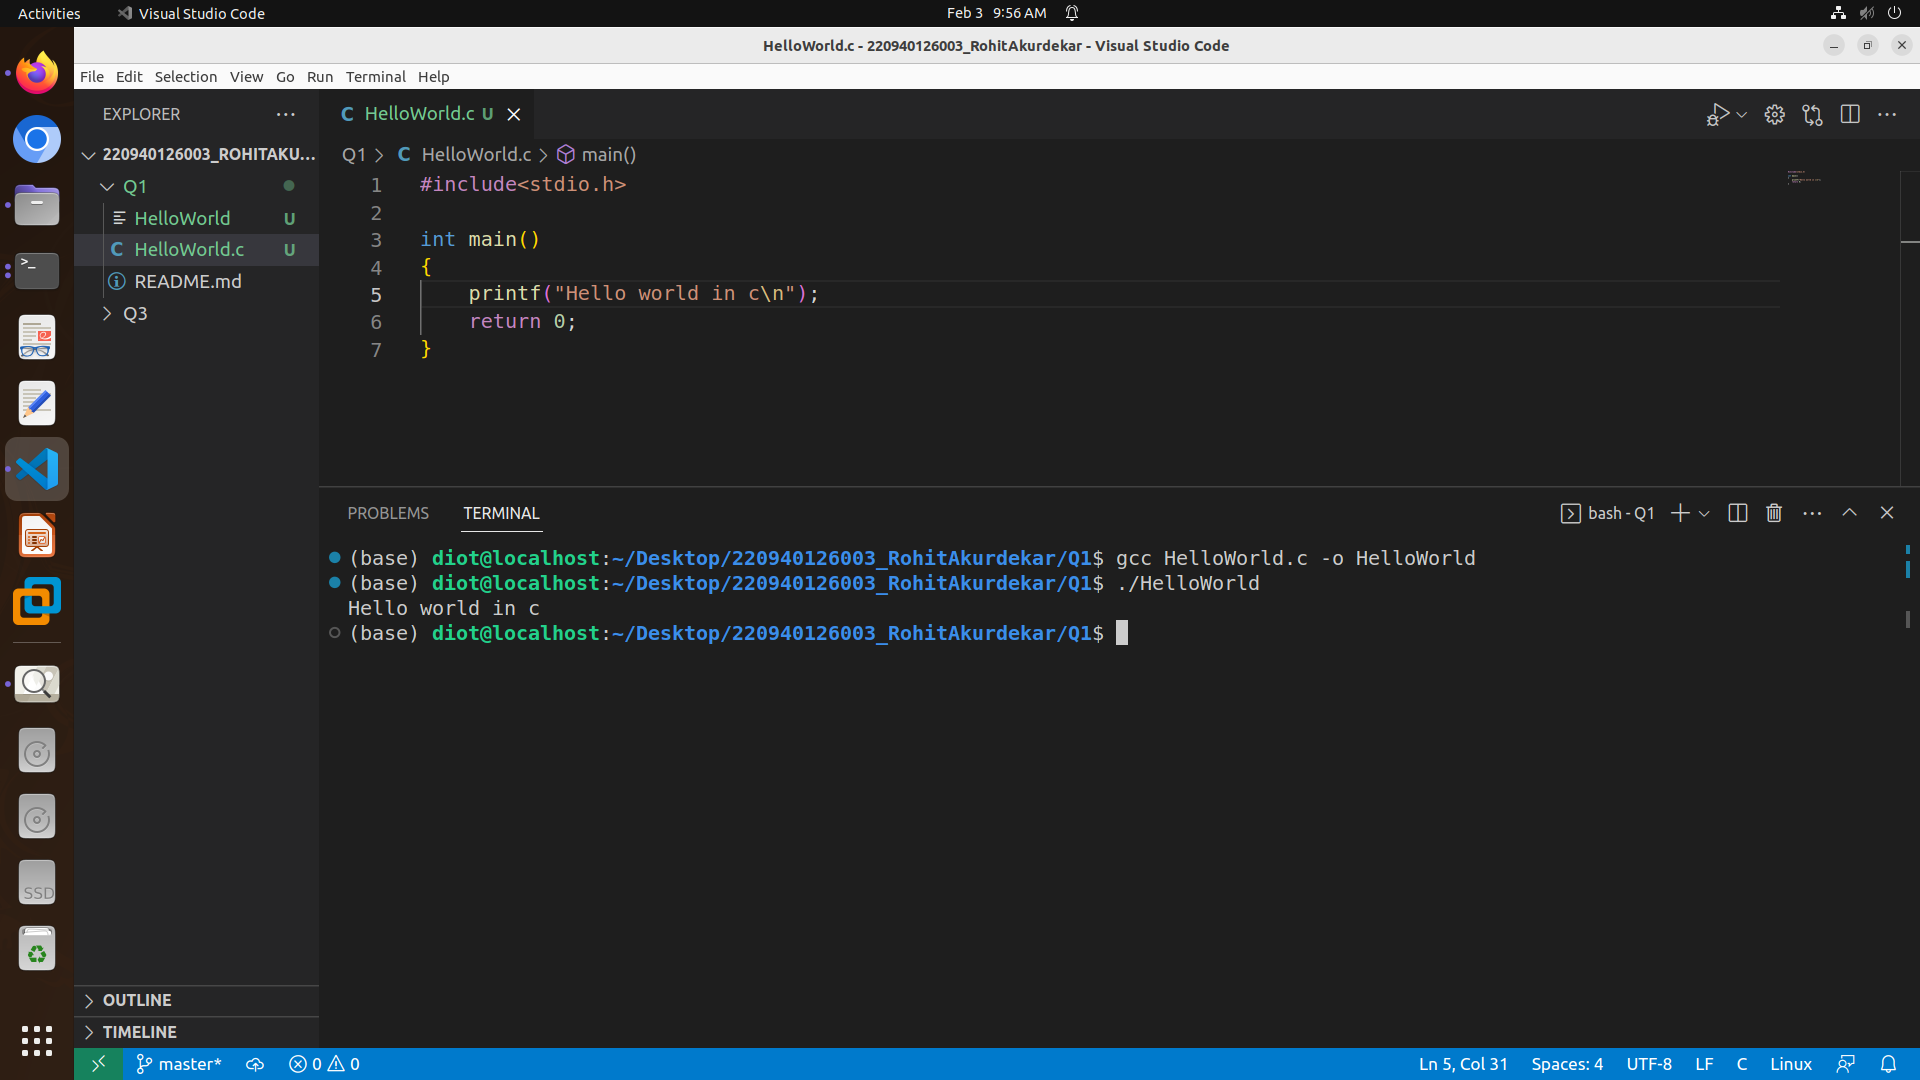 Activities
Visual Studio Code
Feb 3 9:56 AM
HelloWorld.c - 220940126003_RohitAkurdekar - Visual Studio Code
File Edit Selection View Go Run Terminal Help
EXPLORER
220940126003_ROHITAKU...
Q1
HelloWorld U
HelloWorld.c U
README.md
Q3
OUTLINE
TIMELINE
SSD
C HelloWorld.c U
Q1 > C HelloWorld.c > main()
1 #include<stdio.h>
2
3 int main()
4 {
5 printf("Hello world in c\n");
6 return 0;
7 }
PROBLEMS TERMINAL
bash - Q1
(base) diot@localhost:~/Desktop/220940126003_RohitAkurdekar/Q1$ gcc HelloWorld.c -o HelloWorld
(base) diot@localhost:~/Desktop/220940126003_RohitAkurdekar/Q1$ ./HelloWorld
Hello world in c
(base) diot@localhost:~/Desktop/220940126003_RohitAkurdekar/Q1$
master* 0 0
Ln 5, Col 31 Spaces: 4 UTF-8 LF C Linux